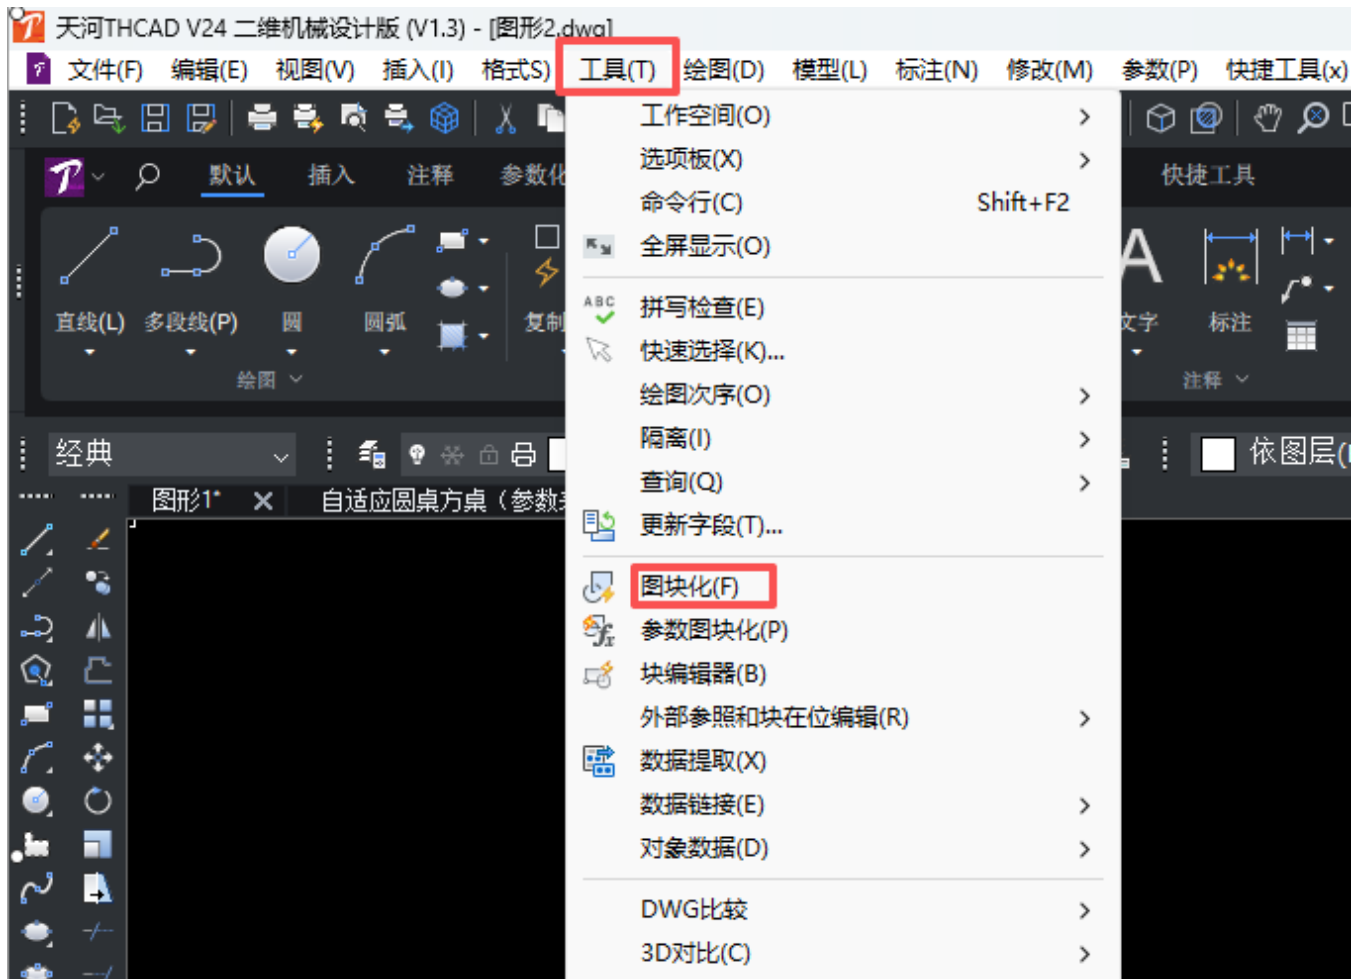 天河THCAD V24 二维机械设计版 (V1.3) - [图形2.dwg]
文件(F) 编辑(E) 视图(V) 插入(I) 格式S) 工具(T) 绘图(D) 模型(L) 标注(N) 修改(M) 参数(P) 快捷工具(x)
默认 插入 注释 参数化 快捷工具
直线(L) 多段线(P) 圆 圆弧 复制 文字 标注
绘图 注释
经典 依图层(
图形1* 自适应圆桌方桌（参数
工作空间(O)
选项板(X)
命令行(C) Shift+F2
全屏显示(O)
ABC 拼写检查(E)
快速选择(K)...
绘图次序(O)
隔离(I)
查询(Q)
更新字段(T)...
图块化(F)
参数图块化(P)
块编辑器(B)
外部参照和块在位编辑(R)
数据提取(X)
数据链接(E)
对象数据(D)
DWG比较
3D对比(C)